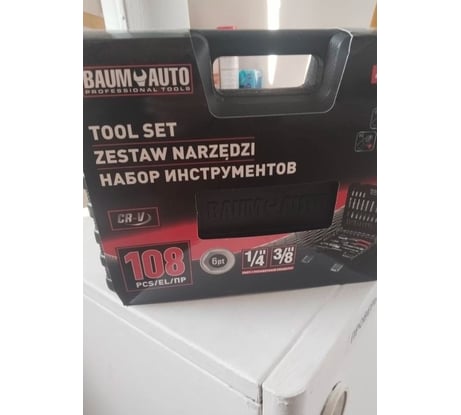 BAUM AUTO
PROFESSIONAL TOOLS
TOOL SET
ZESTAW NARZĘDZI
НАБОР ИНСТРУМЕНТОВ
BAUM AUTO
CR-V
108
PCS/EL/ПР
6pt
1/4" 3/8"